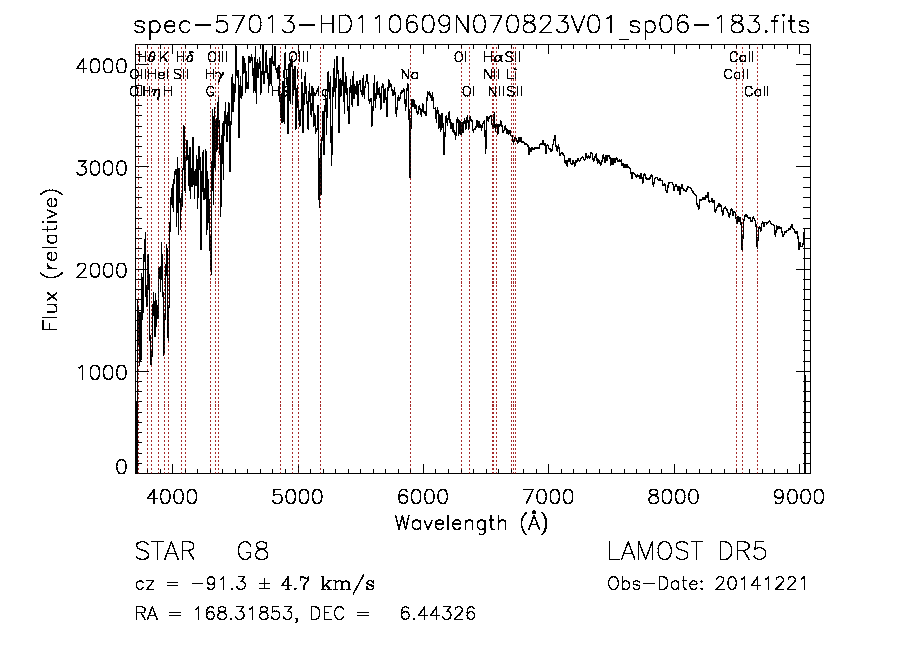 spec-57013-HD110609N070823V01_sp06-183.fits
Hδ K Hδ OIII OIII OI Hα SII CaII
OII HeI SII Hγ Na NII Li CaII
OII Hη H G Mg OI NII SII CaII
4000
3000
2000
1000
0
Flux (relative)
4000 5000 6000 7000 8000 9000
Wavelength (Å)
STAR G8 LAMOST DR5
cz = -91.3 ± 4.7 km/s Obs-Date: 20141221
RA = 168.31853, DEC = 6.44326